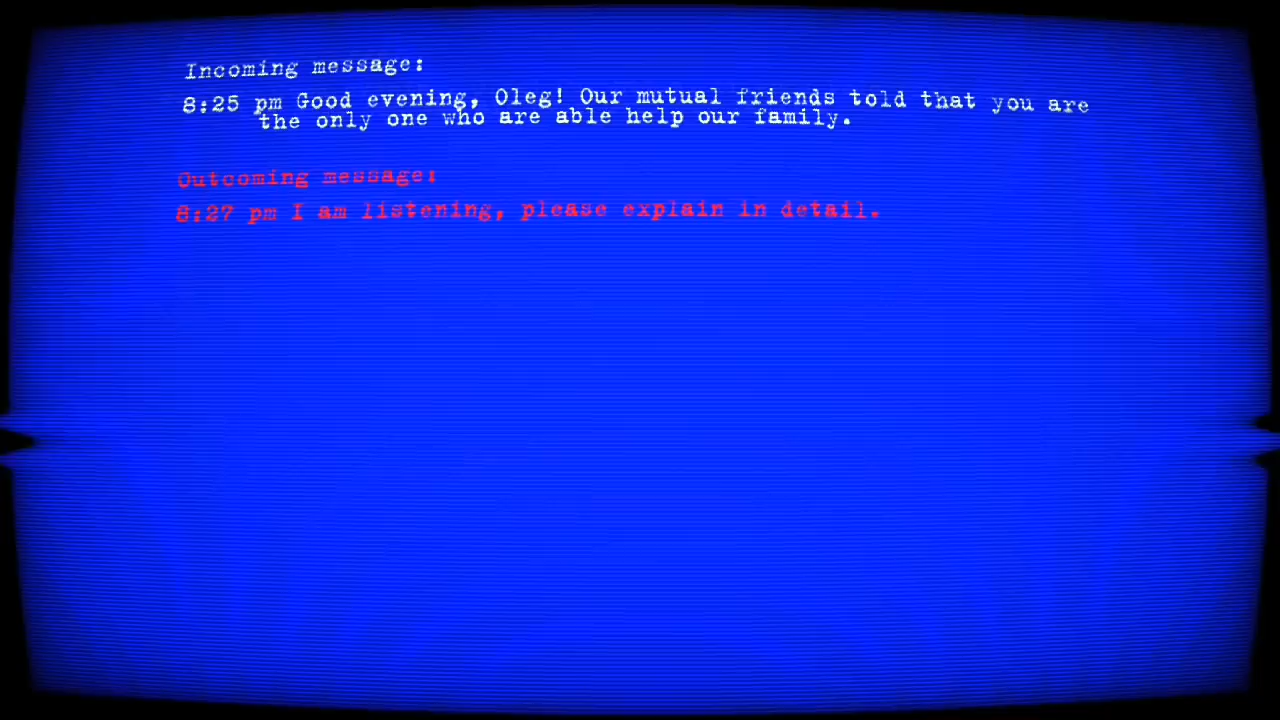 Incoming message:
8:25 pm Good evening, Oleg! Our mutual friends told that you are
the only one who are able help our family.
Outcoming message:
8:27 pm I am listening, please explain in detail.